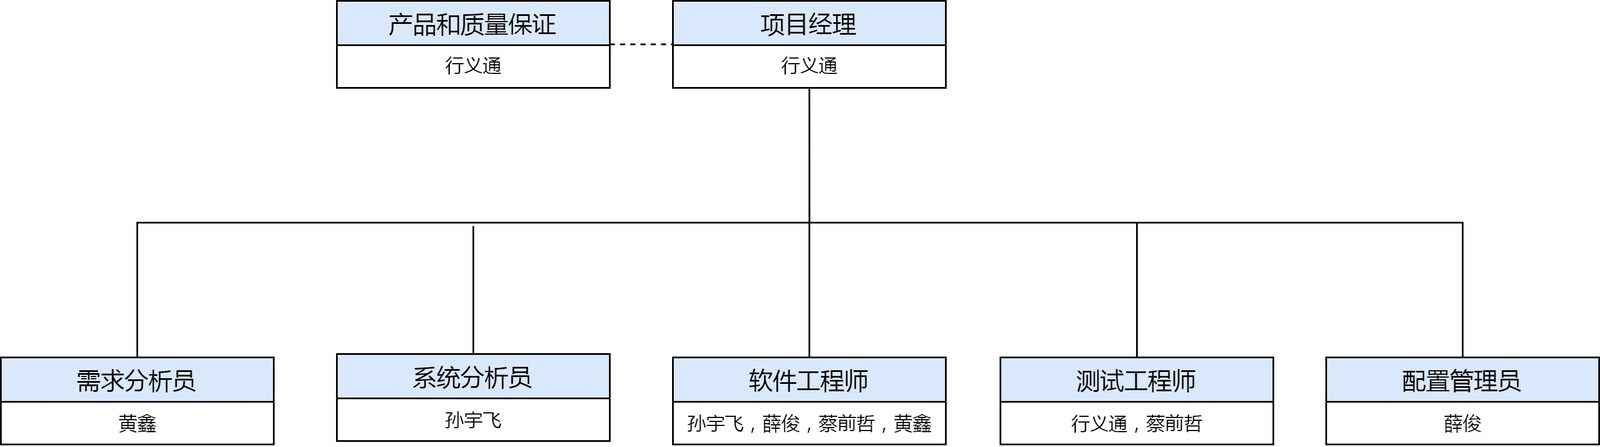 产品和质量保证
行义通
项目经理
行义通
需求分析员
黄鑫
系统分析员
孙宇飞
软件工程师
孙宇飞，薛俊，蔡前哲，黄鑫
测试工程师
行义通，蔡前哲
配置管理员
薛俊